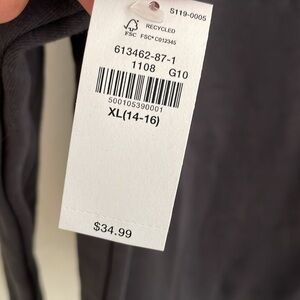 S119-0005
RECYCLED
FSC FSC® C012345
613462-87-1
1108 G10
500105390001
XL(14-16)
$34.99